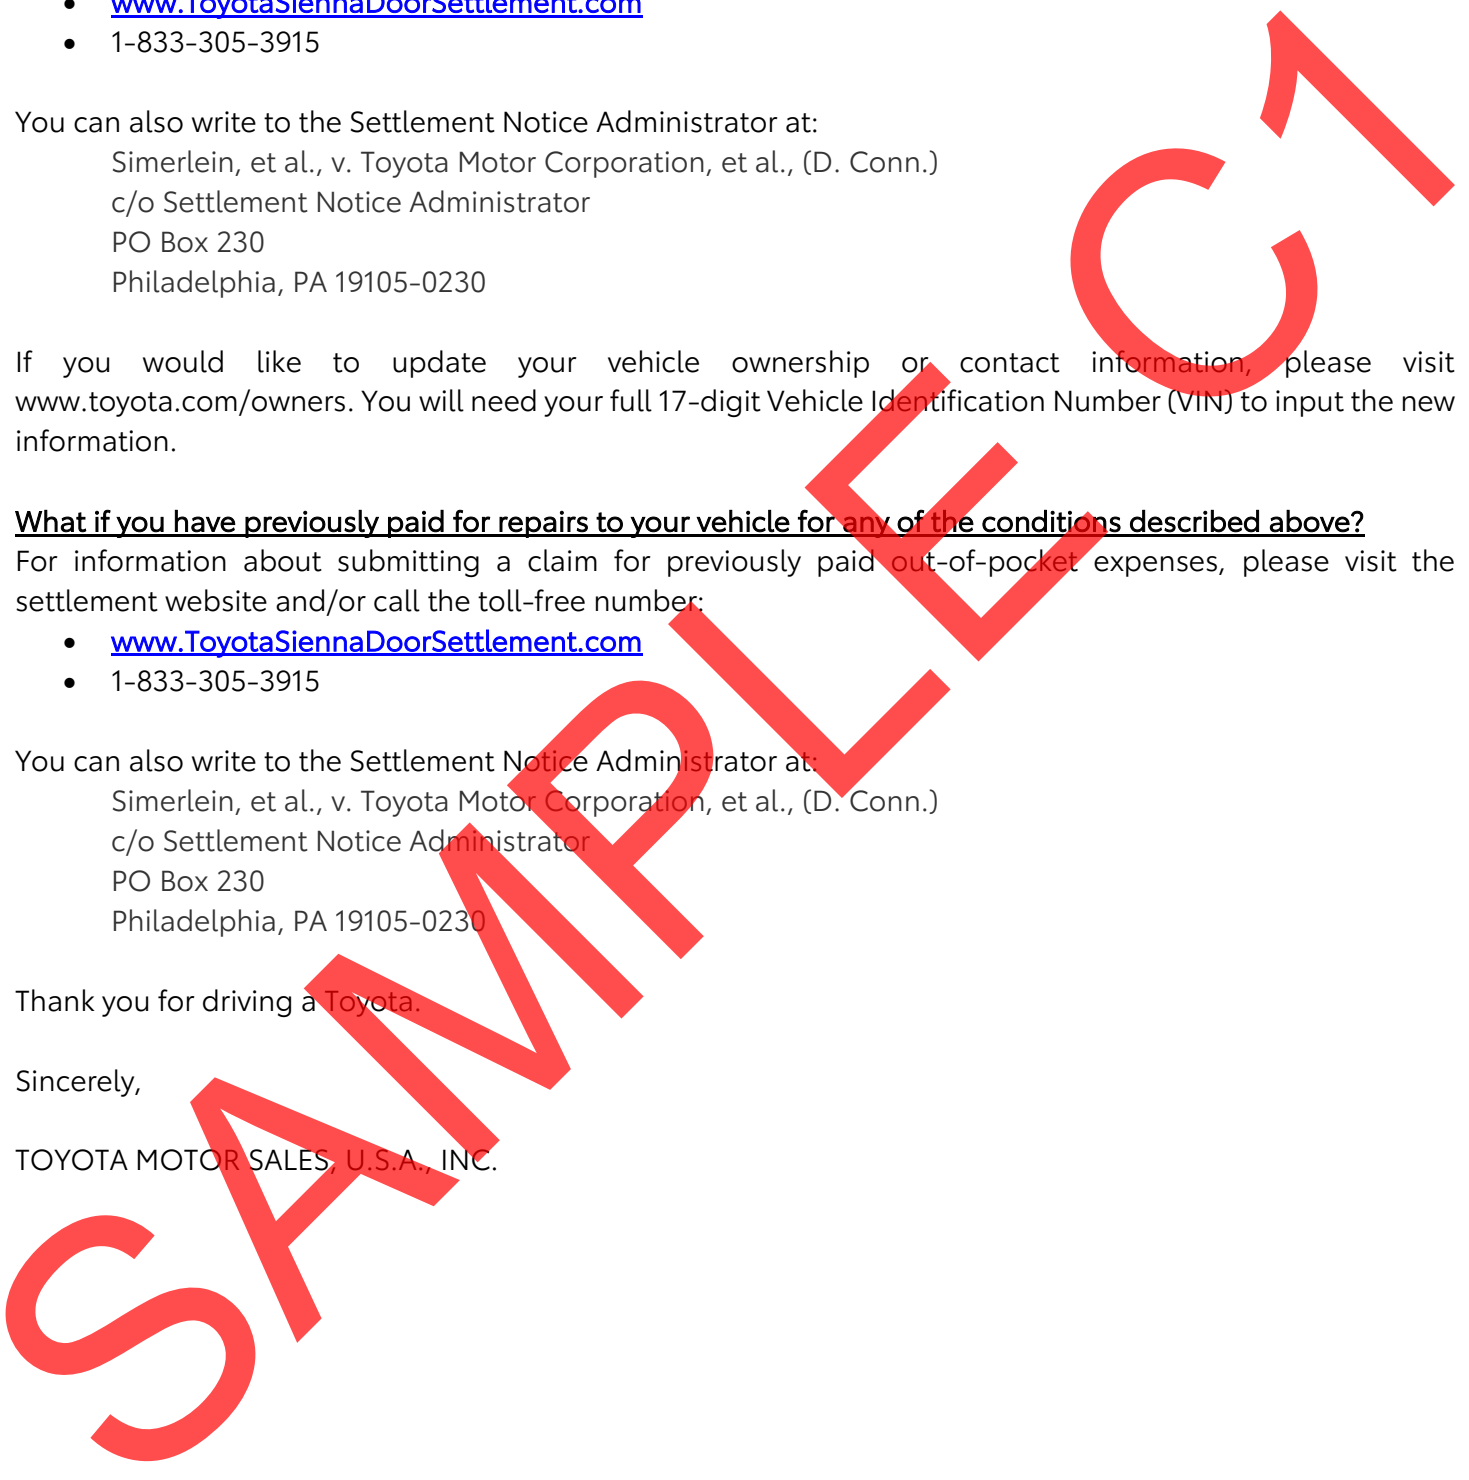 • www.ToyotaSiennaDoorSettlement.com
• 1-833-305-3915
You can also write to the Settlement Notice Administrator at:
Simerlein, et al., v. Toyota Motor Corporation, et al., (D. Conn.)
c/o Settlement Notice Administrator
PO Box 230
Philadelphia, PA 19105-0230
If you would like to update your vehicle ownership or contact information, please visit
www.toyota.com/owners. You will need your full 17-digit Vehicle Identification Number (VIN) to input the new
information.
What if you have previously paid for repairs to your vehicle for any of the conditions described above?
For information about submitting a claim for previously paid out-of-pocket expenses, please visit the
settlement website and/or call the toll-free number:
• www.ToyotaSiennaDoorSettlement.com
• 1-833-305-3915
You can also write to the Settlement Notice Administrator at:
Simerlein, et al., v. Toyota Motor Corporation, et al., (D. Conn.)
c/o Settlement Notice Administrator
PO Box 230
Philadelphia, PA 19105-0230
Thank you for driving a Toyota.
Sincerely,
TOYOTA MOTOR SALES, U.S.A., INC.
SAMPLE C1